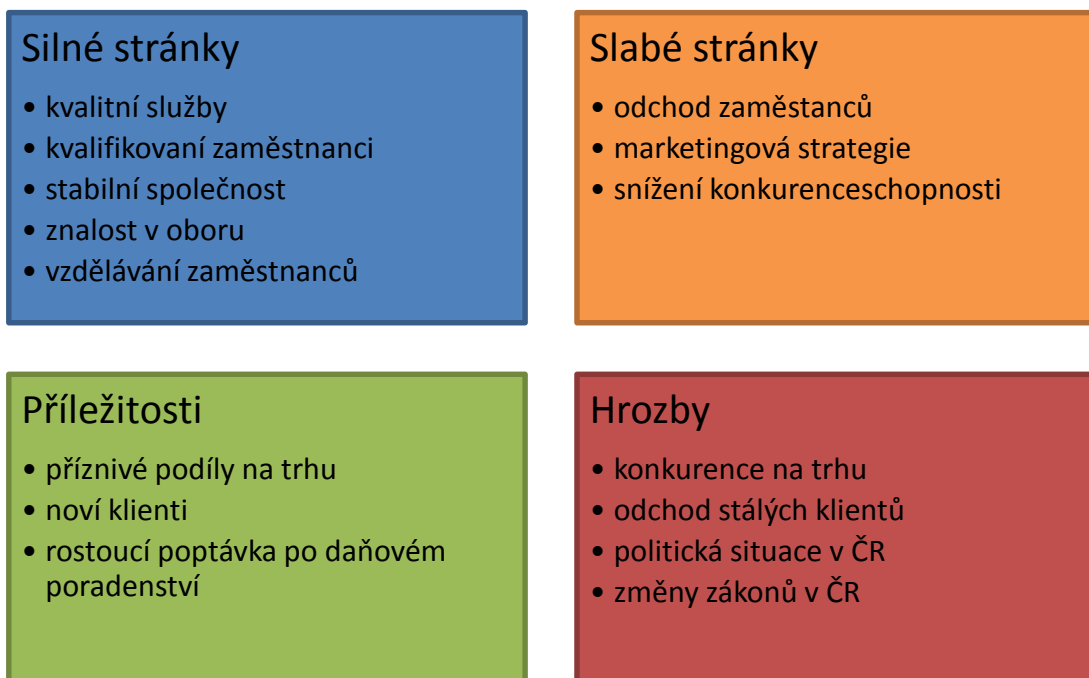 Silné stránky
• kvalitní služby
• kvalifikovaní zaměstnanci
• stabilní společnost
• znalost v oboru
• vzdělávání zaměstnanců
Slabé stránky
• odchod zaměstanců
• marketingová strategie
• snížení konkurenceschopnosti
Příležitosti
• příznivé podíly na trhu
• noví klienti
• rostoucí poptávka po daňovém
poradenství
Hrozby
• konkurence na trhu
• odchod stálých klientů
• politická situace v ČR
• změny zákonů v ČR